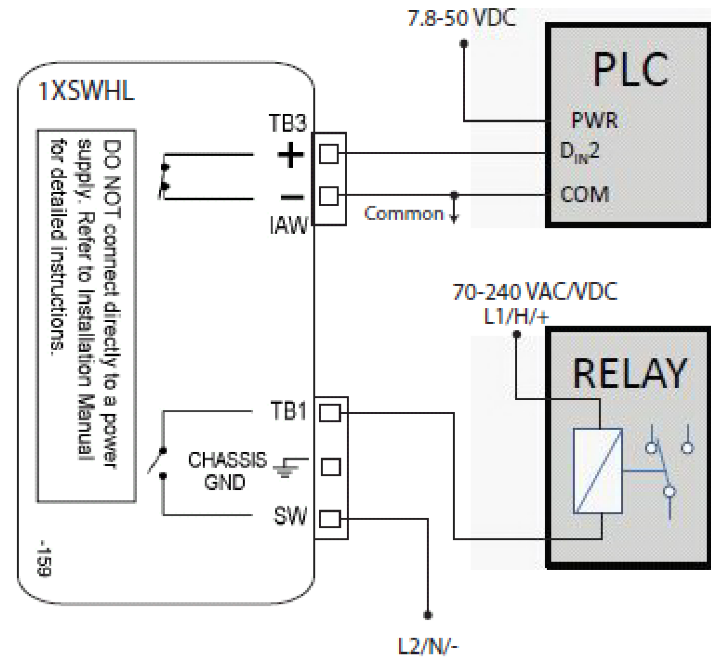 7.8-50 VDC
PLC
PWR
D_IN2
COM
1XSWHL
TB3
+
-
IAW
Common
DO NOT connect directly to a power
supply. Refer to Installation Manual
for detailed instructions.
70-240 VAC/VDC
L1/H/+
RELAY
TB1
CHASSIS
GND
SW
-159
L2/N/-